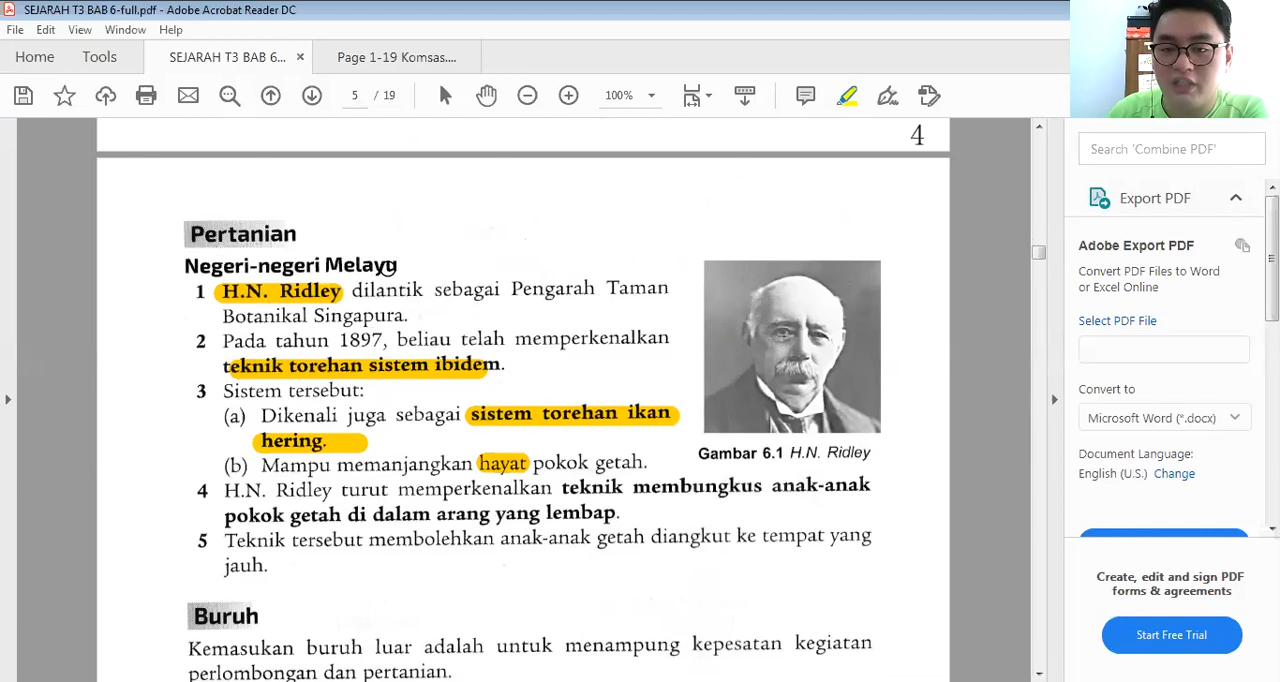 SEJARAH T3 BAB 6-full.pdf - Adobe Acrobat Reader DC
File Edit View Window Help
Home Tools SEJARAH T3 BAB 6... × Page 1-19 Komsas....
5 / 19 100%
4
Search 'Combine PDF'
Export PDF
Adobe Export PDF
Convert PDF Files to Word
or Excel Online
Select PDF File
Convert to
Microsoft Word (*.docx)
Document Language:
English (U.S.) Change
Create, edit and sign PDF
forms & agreements
Start Free Trial
Pertanian
Negeri-negeri Melayu
1 H.N. Ridley dilantik sebagai Pengarah Taman
Botanikal Singapura.
2 Pada tahun 1897, beliau telah memperkenalkan
teknik torehan sistem ibidem.
3 Sistem tersebut:
(a) Dikenali juga sebagai sistem torehan ikan
hering.
(b) Mampu memanjangkan hayat pokok getah.
Gambar 6.1 H.N. Ridley
4 H.N. Ridley turut memperkenalkan teknik membungkus anak-anak
pokok getah di dalam arang yang lembap.
5 Teknik tersebut membolehkan anak-anak getah diangkut ke tempat yang
jauh.
Buruh
Kemasukan buruh luar adalah untuk menampung kepesatan kegiatan
perlombongan dan pertanian.